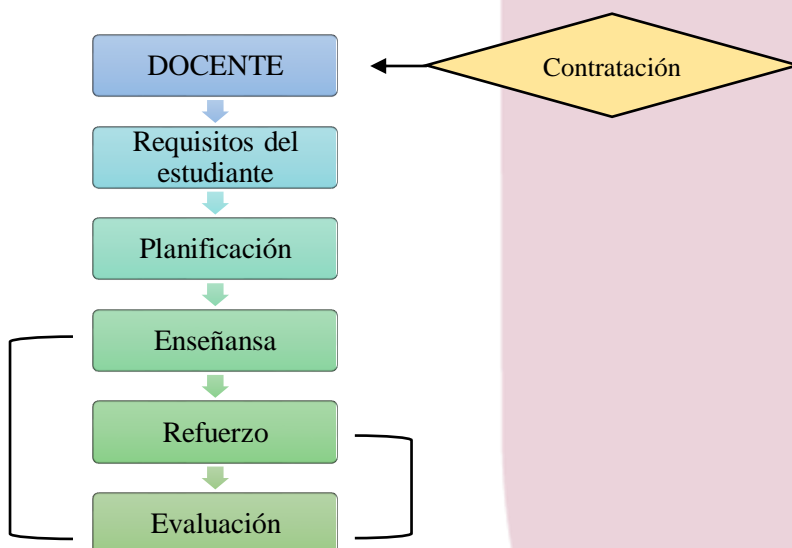 DOCENTE
Contratación
Requisitos del
estudiante
Planificación
Enseñansa
Refuerzo
Evaluación